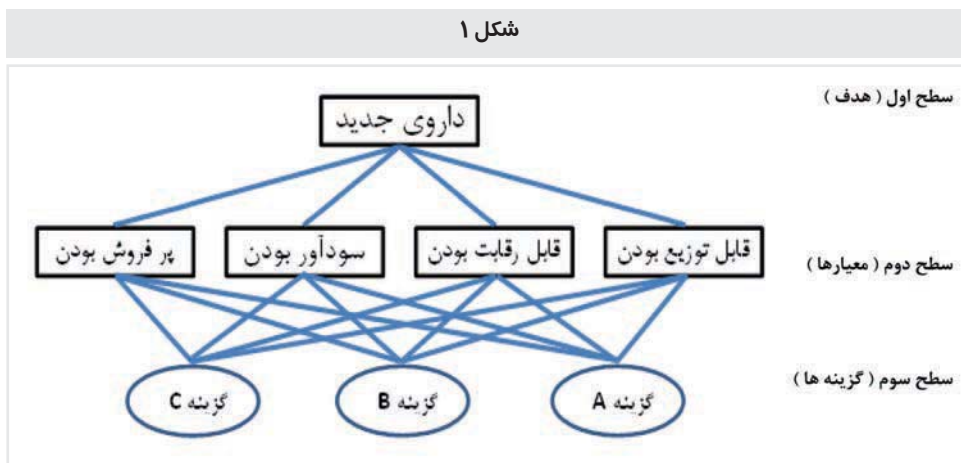 شکل ۱
سطح اول ( هدف )
داروی جدید
قابل توزیع بودن
قابل رقابت بودن
سودآور بودن
پر فروش بودن
سطح دوم ( معیارها )
سطح سوم ( گزینه ها )
گزینه A
گزینه B
گزینه C